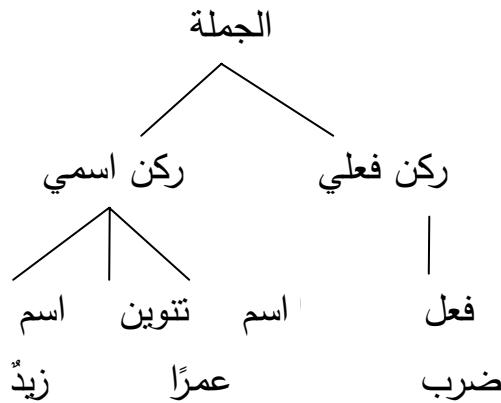 الجملة
ركن فعلي ركن اسمي
فعل اسم تنوين اسم
ضرب عمرًا زيدٌ